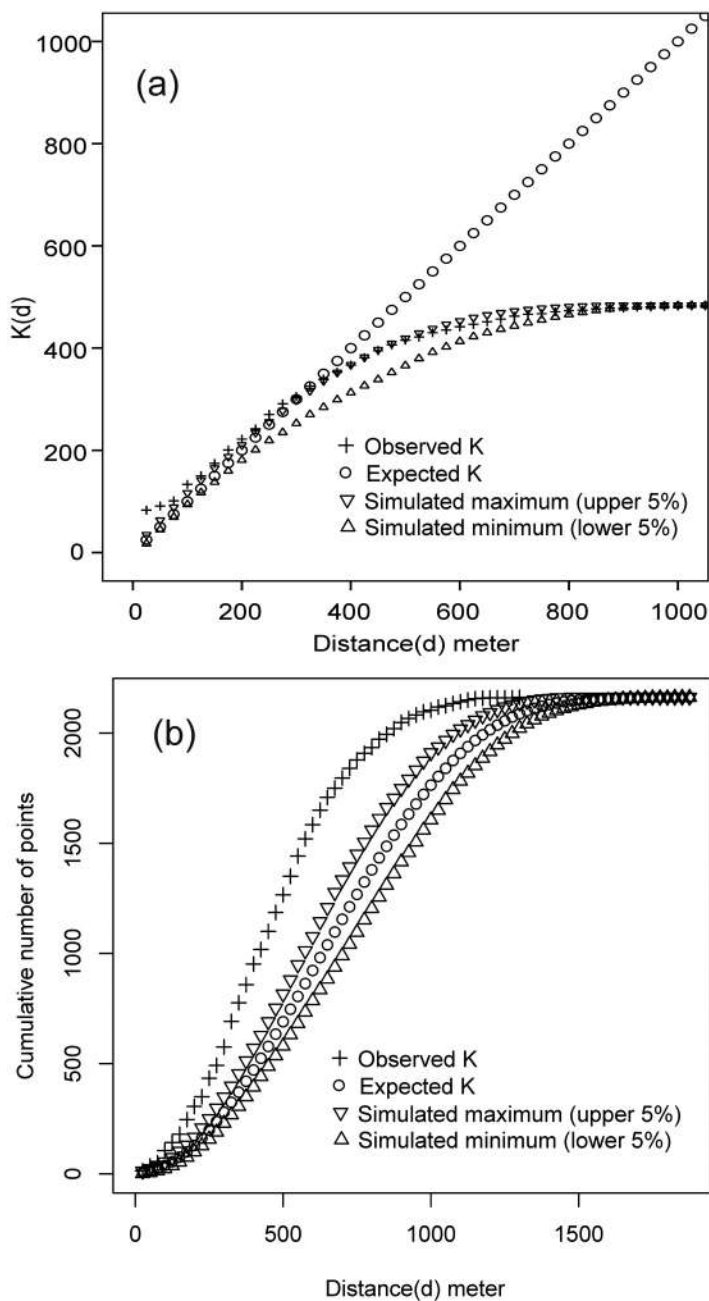 (a)
1000
800
600
400
200
0
K(d)
+ Observed K
○ Expected K
▽ Simulated maximum (upper 5%)
△ Simulated minimum (lower 5%)
0 200 400 600 800 1000
Distance(d) meter
(b)
2000
1500
1000
500
0
Cumulative number of points
+ Observed K
○ Expected K
▽ Simulated maximum (upper 5%)
△ Simulated minimum (lower 5%)
0 500 1000 1500
Distance(d) meter